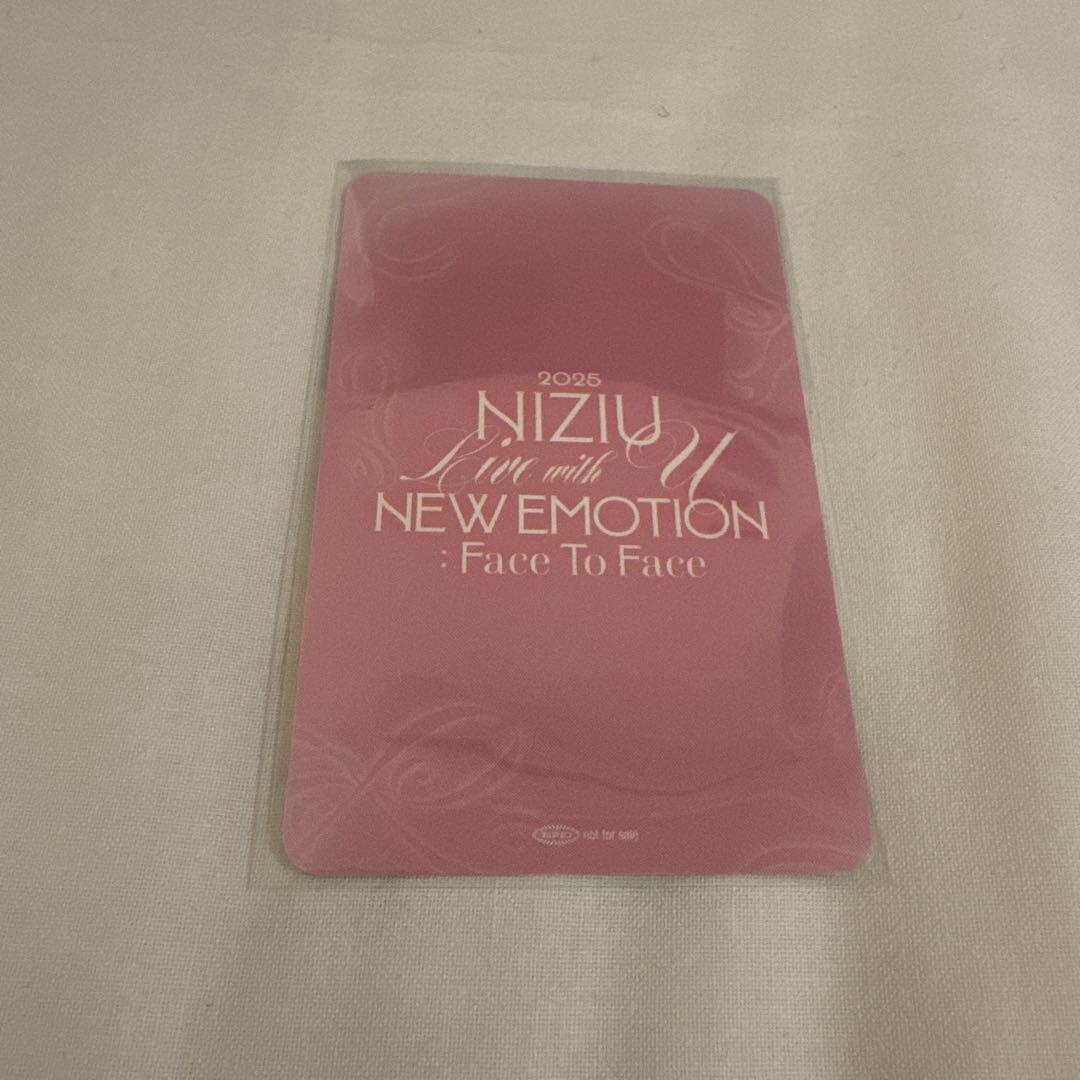 2025
NIZIU
Live with U
NEW EMOTION
: Face To Face
not for sale